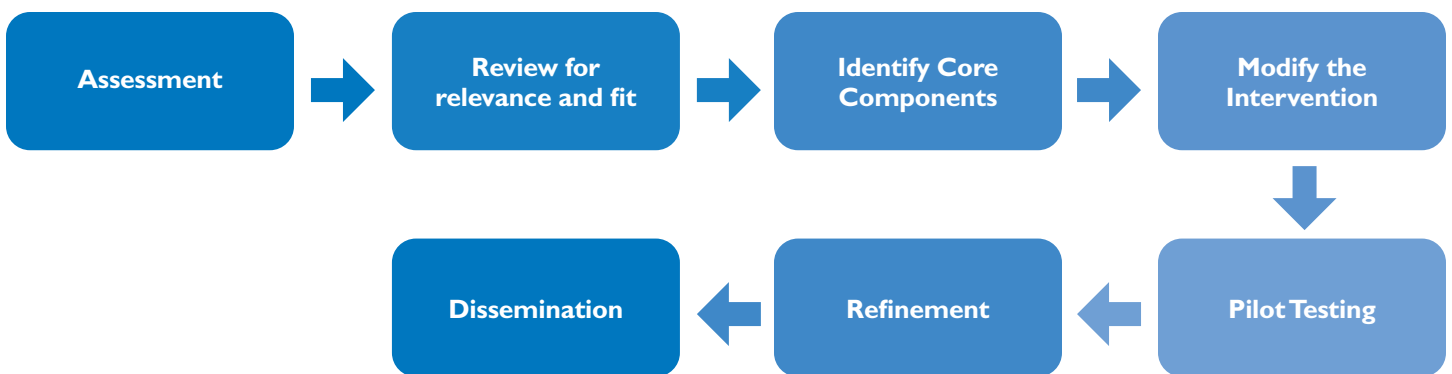 Assessment
Review for
relevance and fit
Identify Core
Components
Modify the
Intervention
Pilot Testing
Refinement
Dissemination